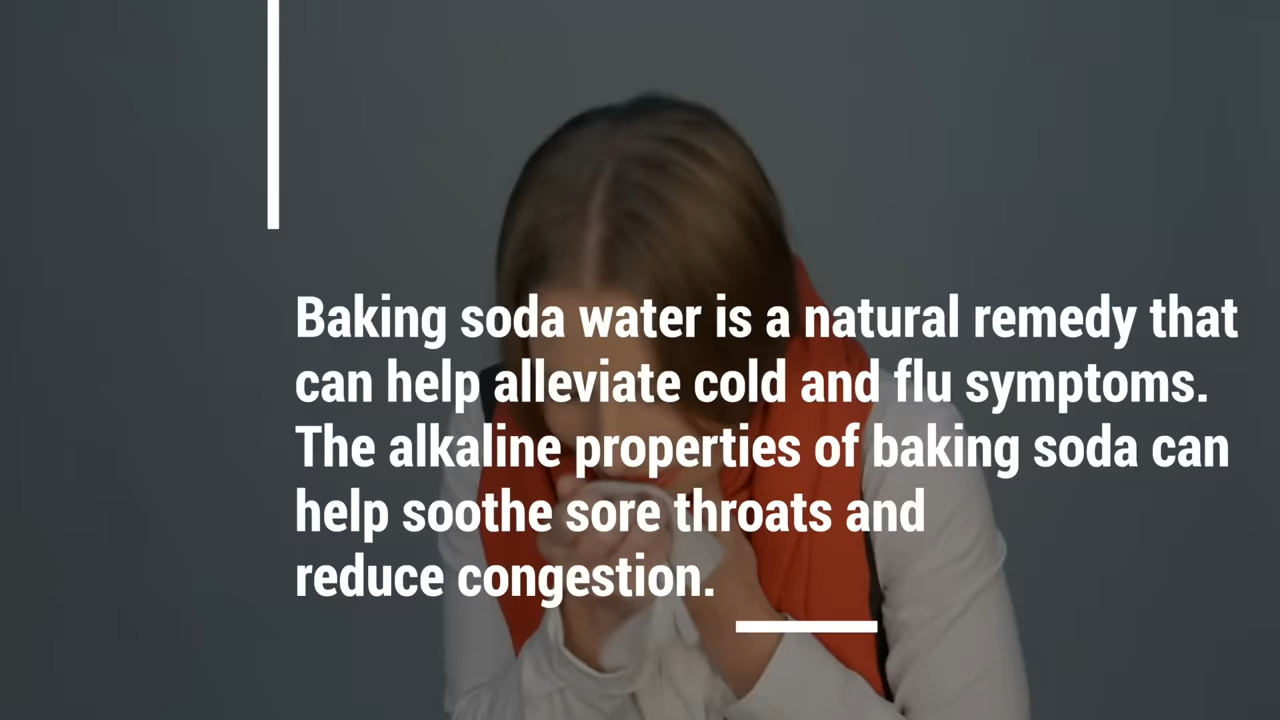 Baking soda water is a natural remedy that
can help alleviate cold and flu symptoms.
The alkaline properties of baking soda can
help soothe sore throats and
reduce congestion.